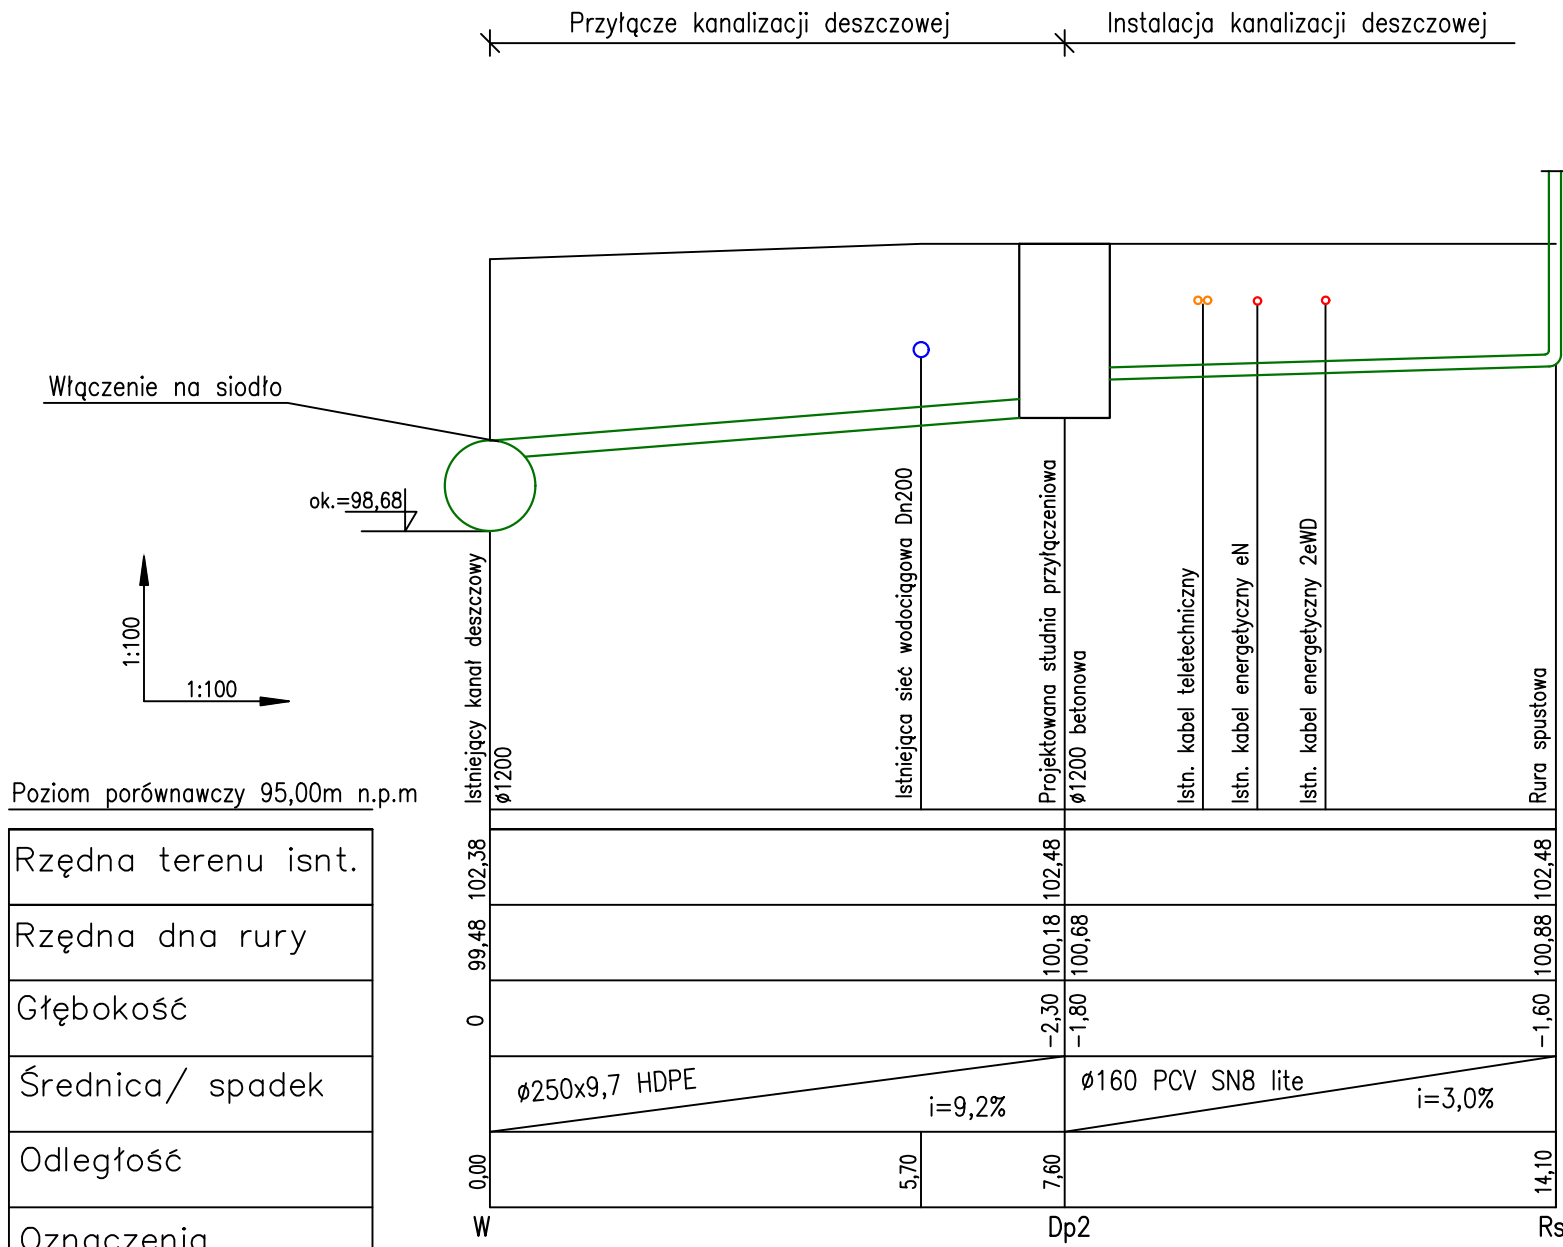 Przyłącze kanalizacji deszczowej
Instalacja kanalizacji deszczowej
Włączenie na siodło
ok.=98,68
1:100
1:100
Istniejący kanał deszczowy
ø1200
Istniejąca sieć wodociągowa Dn200
Projektowana studnia przyłączeniowa
ø1200 betonowa
Istn. kabel teletechniczny
Istn. kabel energetyczny eN
Istn. kabel energetyczny 2eWD
Rura spustowa
Poziom porównawczy 95,00m n.p.m
Rzędna terenu isnt.
102,38
102,48
102,48
Rzędna dna rury
99,48
100,18
100,68
100,88
Głębokość
0
-2,30
-1,80
-1,60
Średnica/ spadek
ø250x9,7 HDPE
i=9,2%
ø160 PCV SN8 lite
i=3,0%
Odległość
0,00
5,70
7,60
14,10
Oznaczenia
W
Dp2
Rs